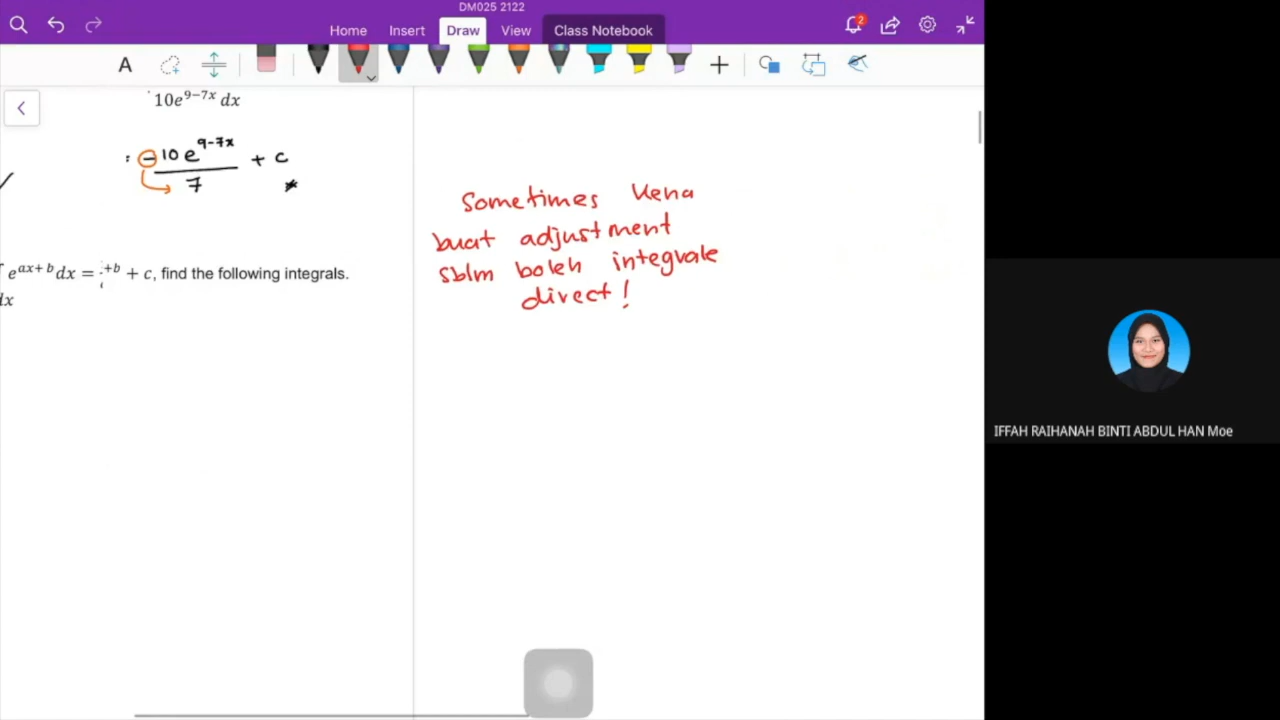 DM025 2122
Home Insert Draw View Class Notebook
2
A
10e^{9-7x} dx
= -10e^{9-7x}/7 + c
Sometimes kena
buat adjustment
sblm boleh integrate
direct!
e^{ax+b} dx = +b + c, find the following integrals.
dx
IFFAH RAIHANAH BINTI ABDUL HAN Moe